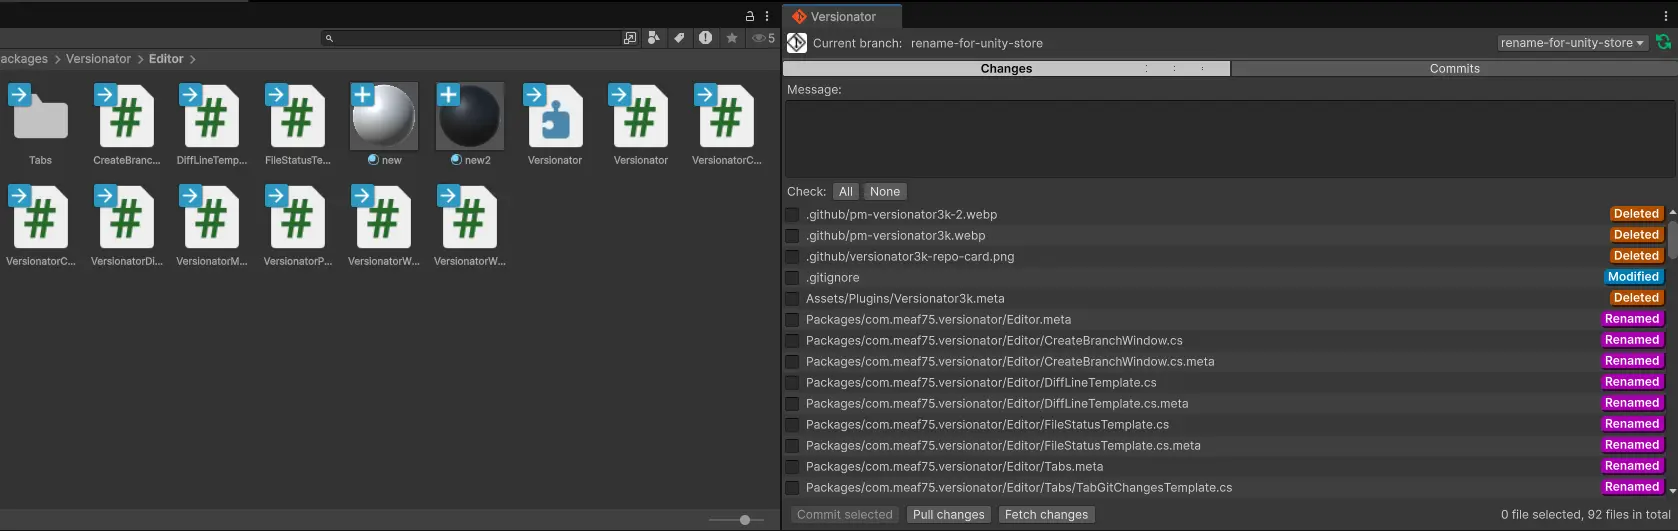 5
ackages > Versionator > Editor >
Tabs
CreateBranc...
DiffLineTemp...
FileStatusTe...
new
new2
Versionator
Versionator
VersionatorC...
VersionatorC...
VersionatorDi...
VersionatorM...
VersionatorP...
VersionatorW...
VersionatorW...
Versionator
Current branch: rename-for-unity-store
rename-for-unity-store
Changes
Commits
Message:
Check: All None
.github/pm-versionator3k-2.webp Deleted
.github/pm-versionator3k.webp Deleted
.github/versionator3k-repo-card.png Deleted
.gitignore Modified
Assets/Plugins/Versionator3k.meta Deleted
Packages/com.meaf75.versionator/Editor.meta Renamed
Packages/com.meaf75.versionator/Editor/CreateBranchWindow.cs Renamed
Packages/com.meaf75.versionator/Editor/CreateBranchWindow.cs.meta Renamed
Packages/com.meaf75.versionator/Editor/DiffLineTemplate.cs Renamed
Packages/com.meaf75.versionator/Editor/DiffLineTemplate.cs.meta Renamed
Packages/com.meaf75.versionator/Editor/FileStatusTemplate.cs Renamed
Packages/com.meaf75.versionator/Editor/FileStatusTemplate.cs.meta Renamed
Packages/com.meaf75.versionator/Editor/Tabs.meta Renamed
Packages/com.meaf75.versionator/Editor/Tabs/TabGitChangesTemplate.cs Renamed
Commit selected Pull changes Fetch changes
0 file selected, 92 files in total